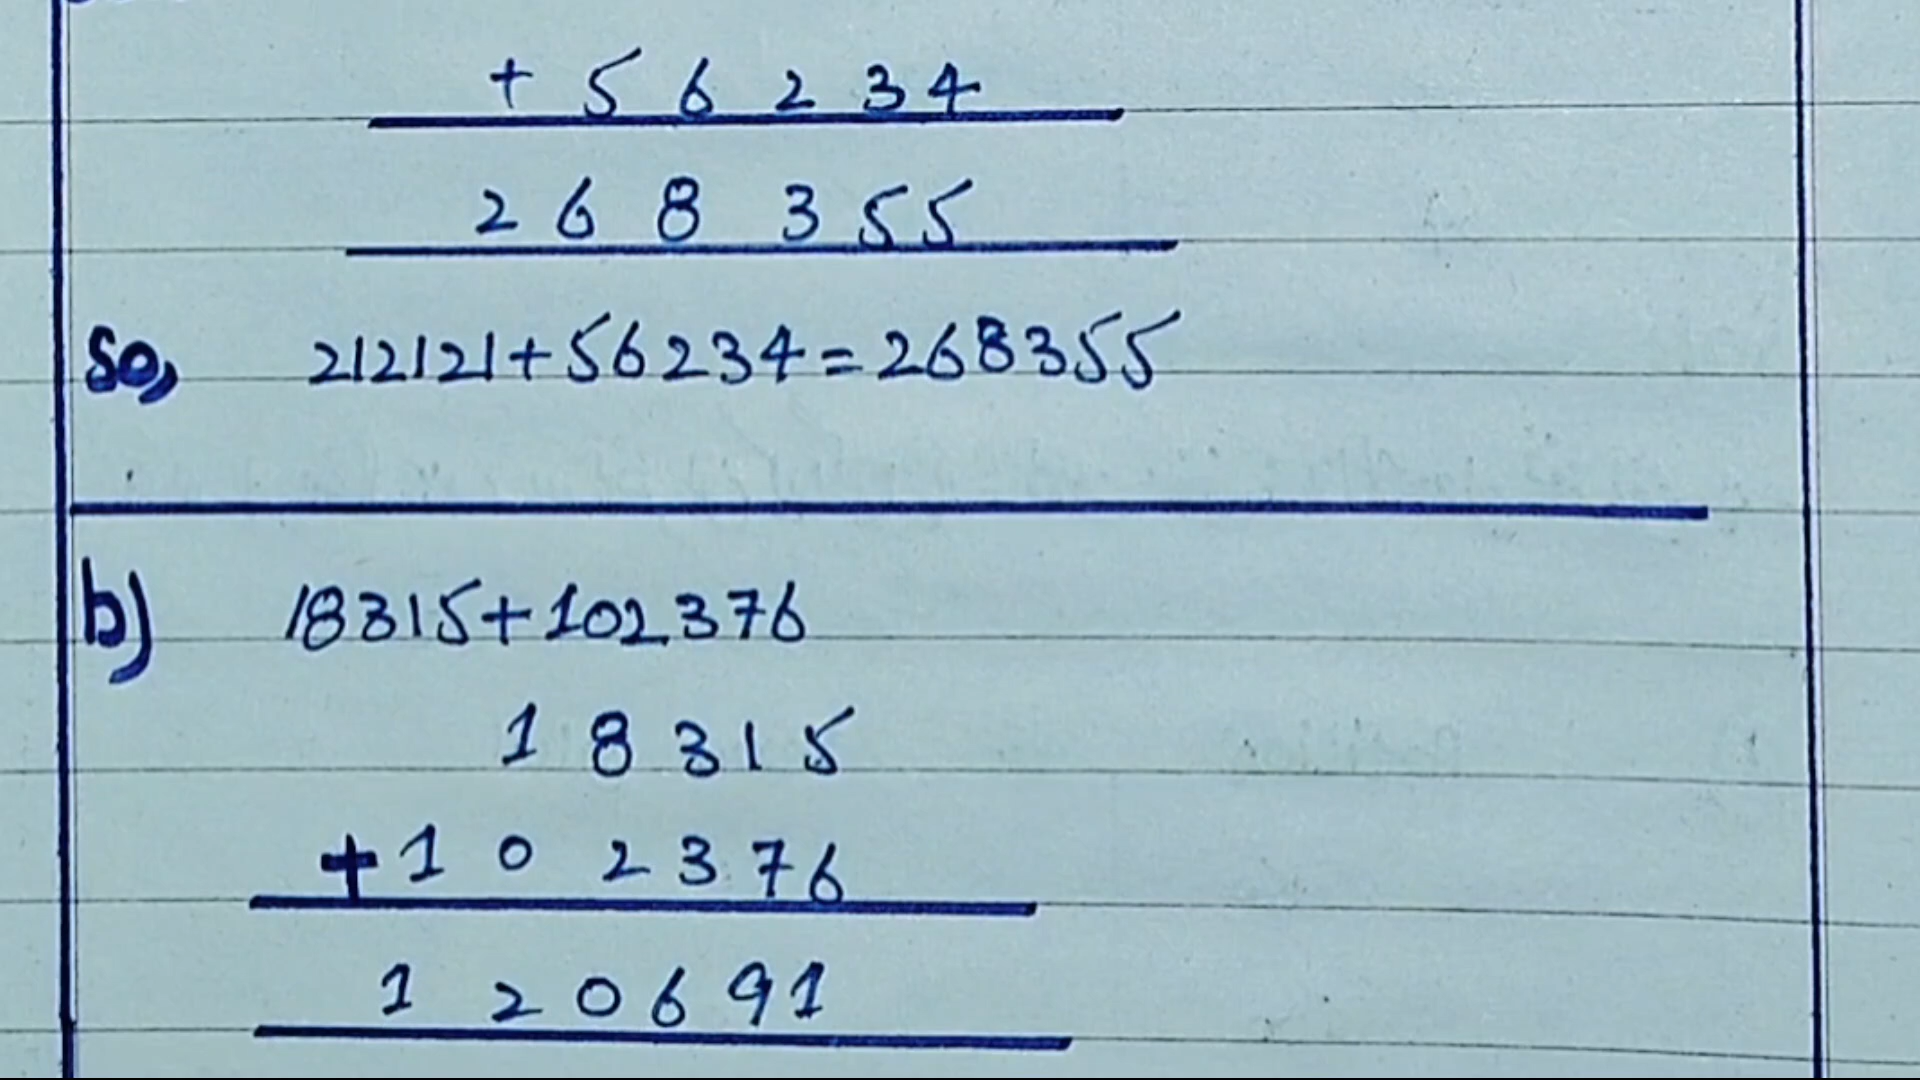 + 5 6 2 3 4
2 6 8 3 5 5
So, 212121+56234=268355
b) 18315+102376
1 8 3 1 5
+ 1 0 2 3 7 6
1 2 0 6 9 1